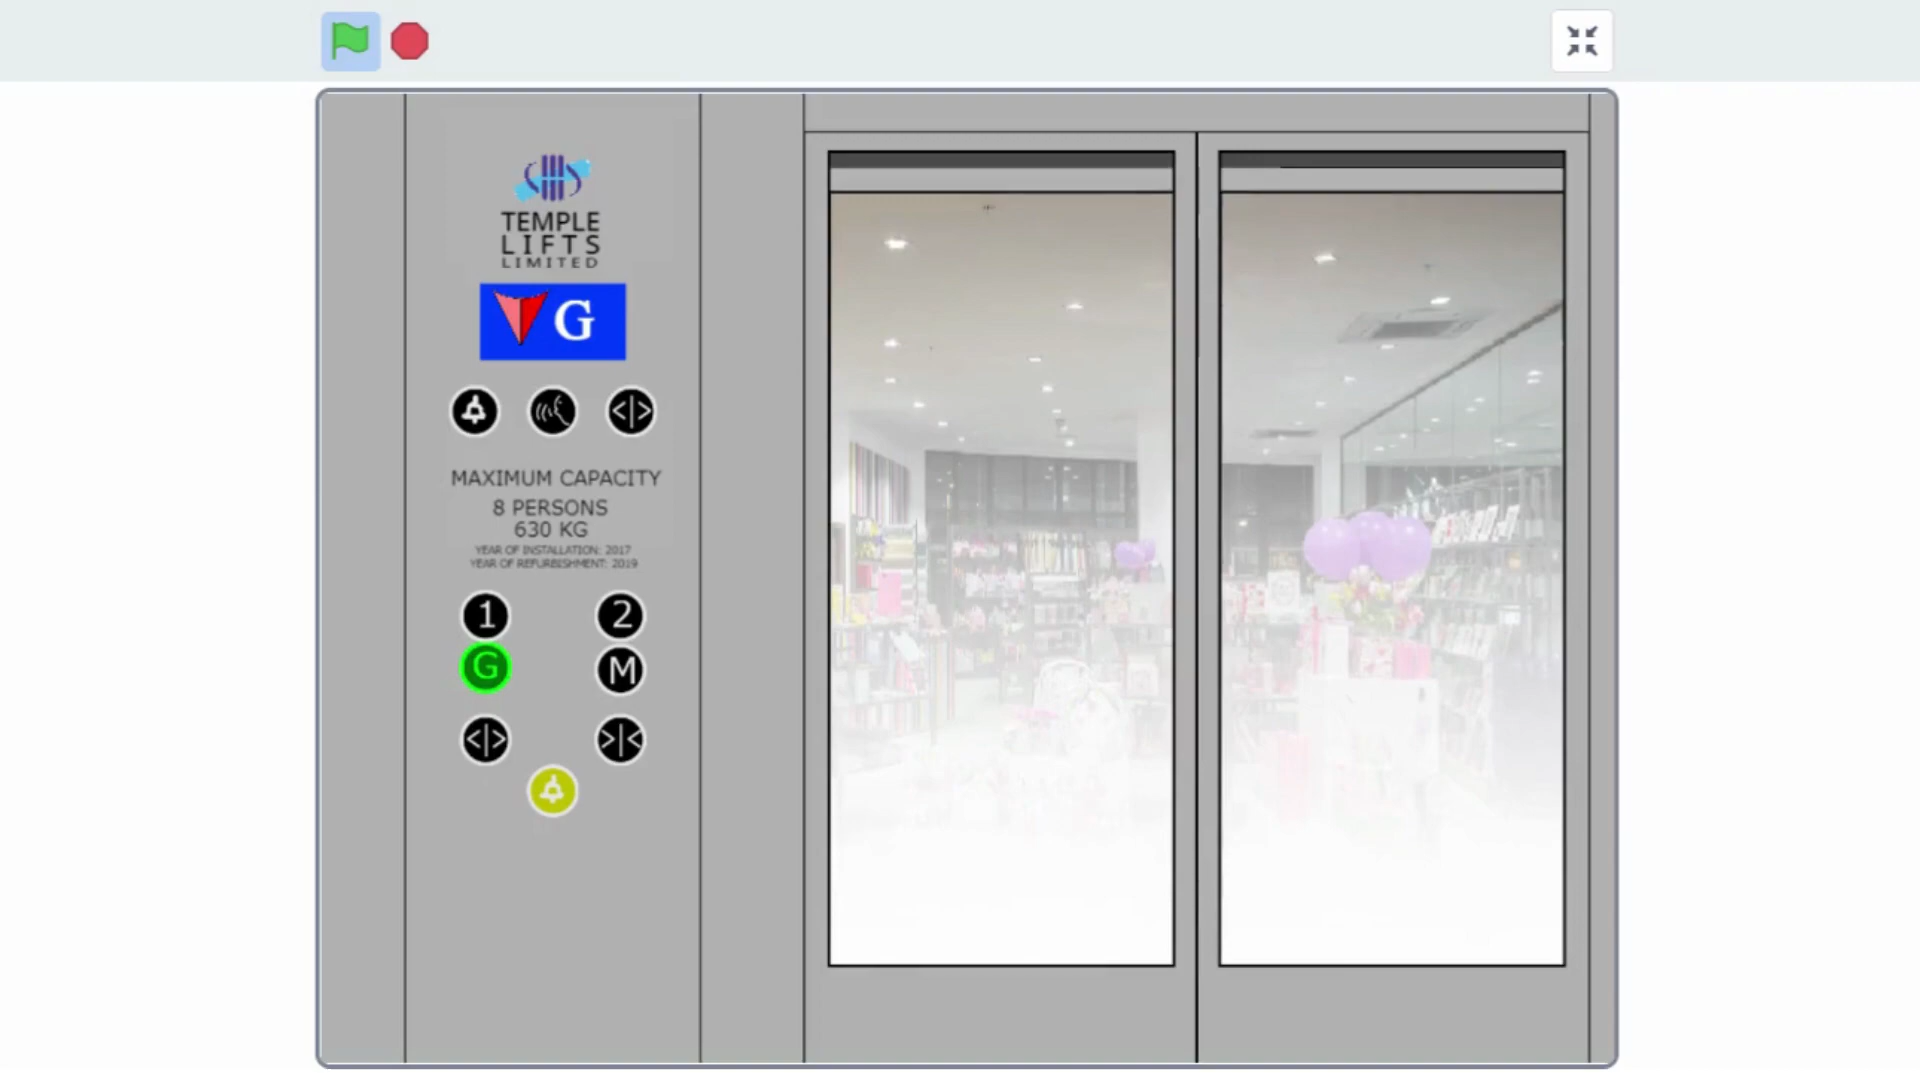 TEMPLE
LIFTS
LIMITED
G
<|>
MAXIMUM CAPACITY
8 PERSONS
630 KG
YEAR OF INSTALLATION: 2017
YEAR OF REFURBISHMENT: 2019
1 2
G M
<|> >|<